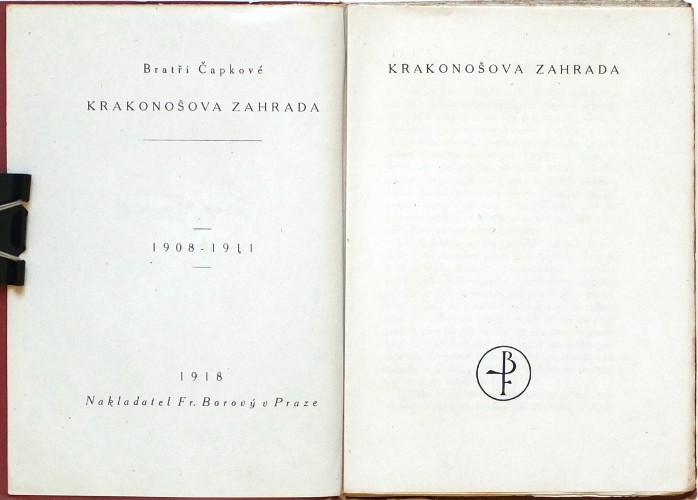 Bratři Čapkové
KRAKONOŠOVA ZAHRADA
1908-1911
1918
Nakladatel Fr. Borový v Praze
KRAKONOŠOVA ZAHRADA
B
F